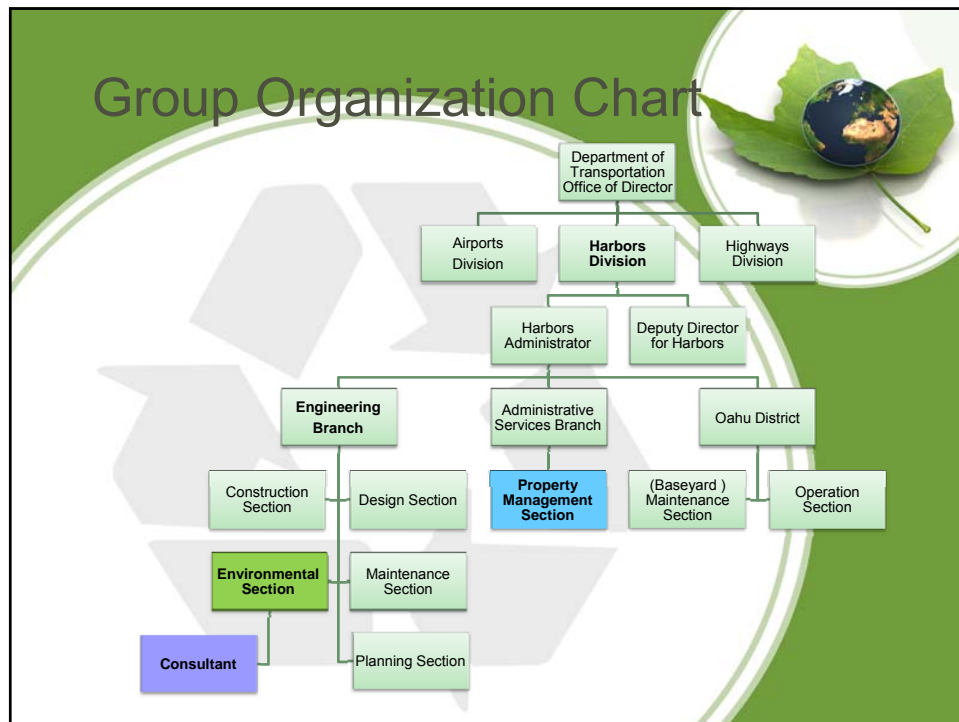 Group Organization Chart
Department of
Transportation
Office of Director
Airports
Division
Harbors
Division
Highways
Division
Harbors
Administrator
Deputy Director
for Harbors
Engineering
Branch
Administrative
Services Branch
Oahu District
Construction
Section
Design Section
Property
Management
Section
(Baseyard )
Maintenance
Section
Operation
Section
Environmental
Section
Maintenance
Section
Consultant
Planning Section